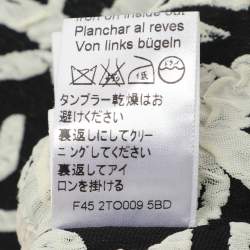 Iron on inside out
Planchar al reves
Von links bügeln
タンブラー乾燥はお
避けください
裏返しにしてクリー
ニングしてください
裏返しにしてアイ
ロンを掛ける
F45 2TO009 5BD